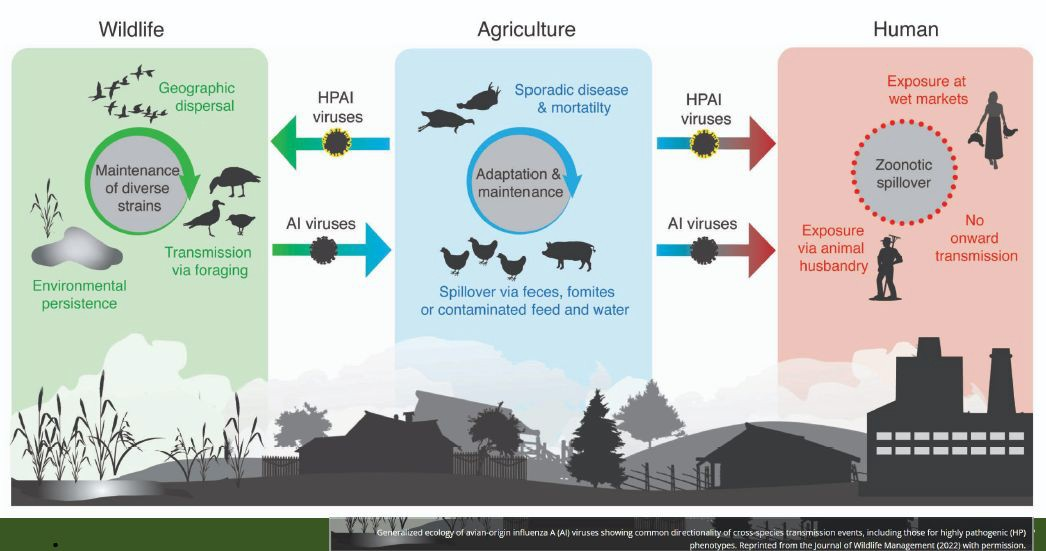 Wildlife
Agriculture
Human
Geographic
dispersal
Maintenance
of diverse
strains
Transmission
via foraging
Environmental
persistence
HPAI
viruses
AI viruses
Sporadic disease
& mortatilty
Adaptation &
maintenance
Spillover via feces, fomites
or contaminated feed and water
HPAI
viruses
AI viruses
Exposure at
wet markets
Zoonotic
spillover
Exposure
via animal
husbandry
No
onward
transmission
Generalized ecology of avian-origin influenza A (AI) viruses showing common directionality of cross-species transmission events, including those for highly pathogenic (HP)
phenotypes. Reprinted from the Journal of Wildlife Management (2022) with permission.